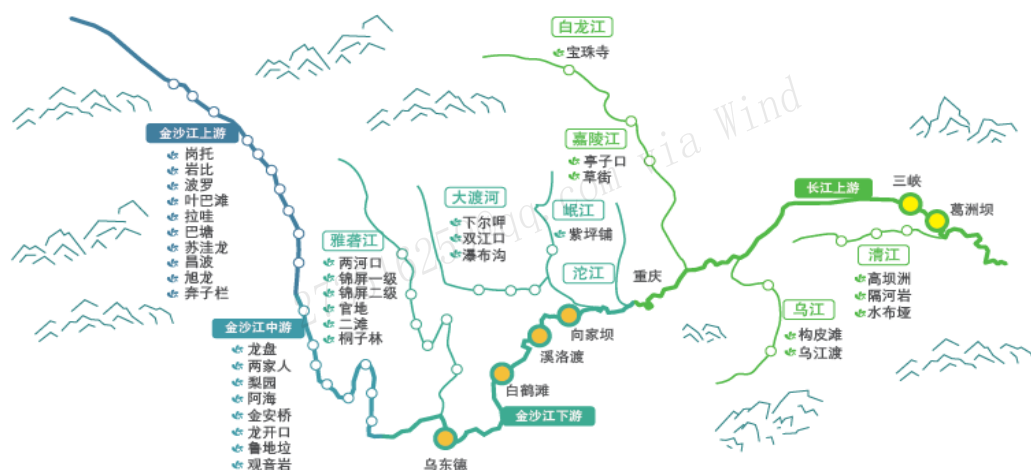 白龙江
宝珠寺
金沙江上游
岗托
岩比
波罗
叶巴滩
拉哇
巴塘
苏洼龙
昌波
旭龙
奔子栏
嘉陵江
亭子口
草街
长江上游
三峡
葛洲坝
大渡河
下尔呷
双江口
瀑布沟
岷江
紫坪铺
雅砻江
两河口
锦屏一级
锦屏二级
官地
二滩
桐子林
沱江
重庆
清江
高坝洲
隔河岩
水布垭
乌江
构皮滩
乌江渡
金沙江中游
龙盘
两家人
梨园
阿海
金安桥
龙开口
鲁地垃
观音岩
向家坝
溪洛渡
白鹤滩
金沙江下游
乌东德
via Wind